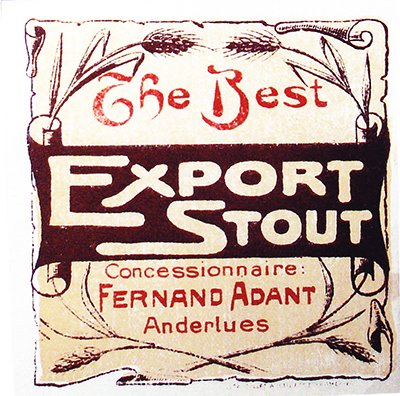 The Best
EXPORT
STOUT
Concessionnaire:
FERNAND ADANT
Anderlues